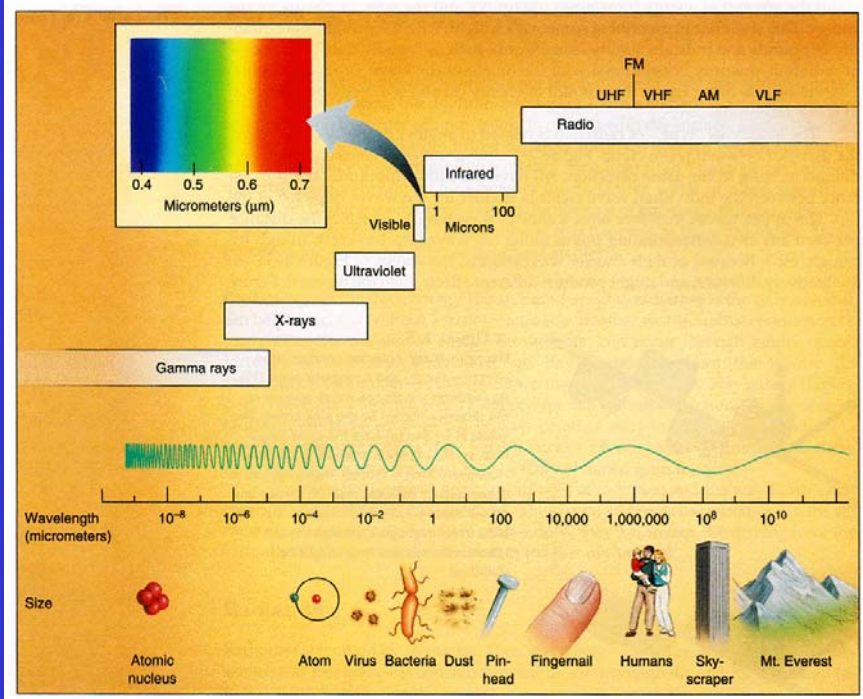 FM
UHF VHF AM VLF
Radio
Infrared
0.4 0.5 0.6 0.7
Micrometers (μm)
1 100
Visible Microns
Ultraviolet
X-rays
Gamma rays
Wavelength
(micrometers)
10⁻⁸ 10⁻⁶ 10⁻⁴ 10⁻² 1 100 10,000 1,000,000 10⁸ 10¹⁰
Size
Atomic
nucleus
Atom
Virus
Bacteria
Dust
Pin-
head
Fingernail
Humans
Sky-
scraper
Mt. Everest